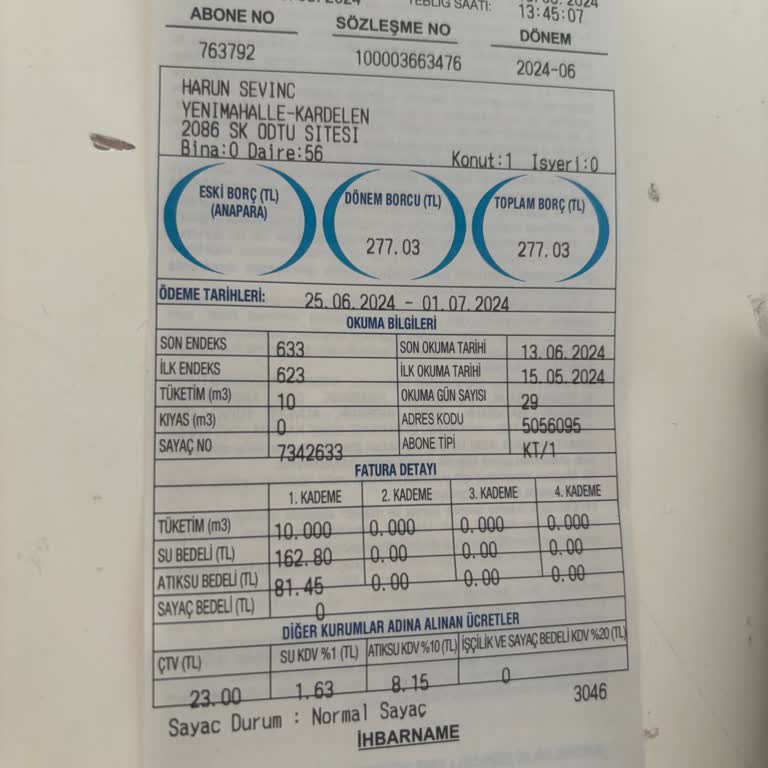 TEBLİĞ SAATİ: 13:45:07
ABONE NO SÖZLEŞME NO DÖNEM
763792 100003663476 2024-06
HARUN SEVINC
YENIMAHALLE-KARDELEN
2086 SK ODTU SITESI
Bina:0 Daire:56 Konut:1 Isyeri:0
ESKİ BORÇ (TL) DÖNEM BORCU (TL) TOPLAM BORÇ (TL)
(ANAPARA)
277.03 277.03
ÖDEME TARİHLERİ: 25.06.2024 - 01.07.2024
OKUMA BİLGİLERİ
SON ENDEKS 633 SON OKUMA TARİHİ 13.06.2024
İLK ENDEKS 623 İLK OKUMA TARİHİ 15.05.2024
TÜKETİM (m3) 10 OKUMA GÜN SAYISI 29
KIYAS (m3) 0 ADRES KODU 5056095
SAYAÇ NO 7342633 ABONE TİPİ KT/1
FATURA DETAYI
1. KADEME 2. KADEME 3. KADEME 4. KADEME
TÜKETİM (m3) 10.000 0.000 0.000 0.000
SU BEDELİ (TL) 162.80 0.00 0.00 0.00
ATIKSU BEDELİ (TL) 81.45 0.00 0.00 0.00
SAYAÇ BEDELİ (TL) 0
DİĞER KURUMLAR ADINA ALINAN ÜCRETLER
ÇTV (TL) SU KDV %1 (TL) ATIKSU KDV %10 (TL) İŞÇİLİK VE SAYAÇ BEDELİ KDV %20 (TL)
23.00 1.63 8.15 0
Sayac Durum : Normal Sayaç 3046
İHBARNAME